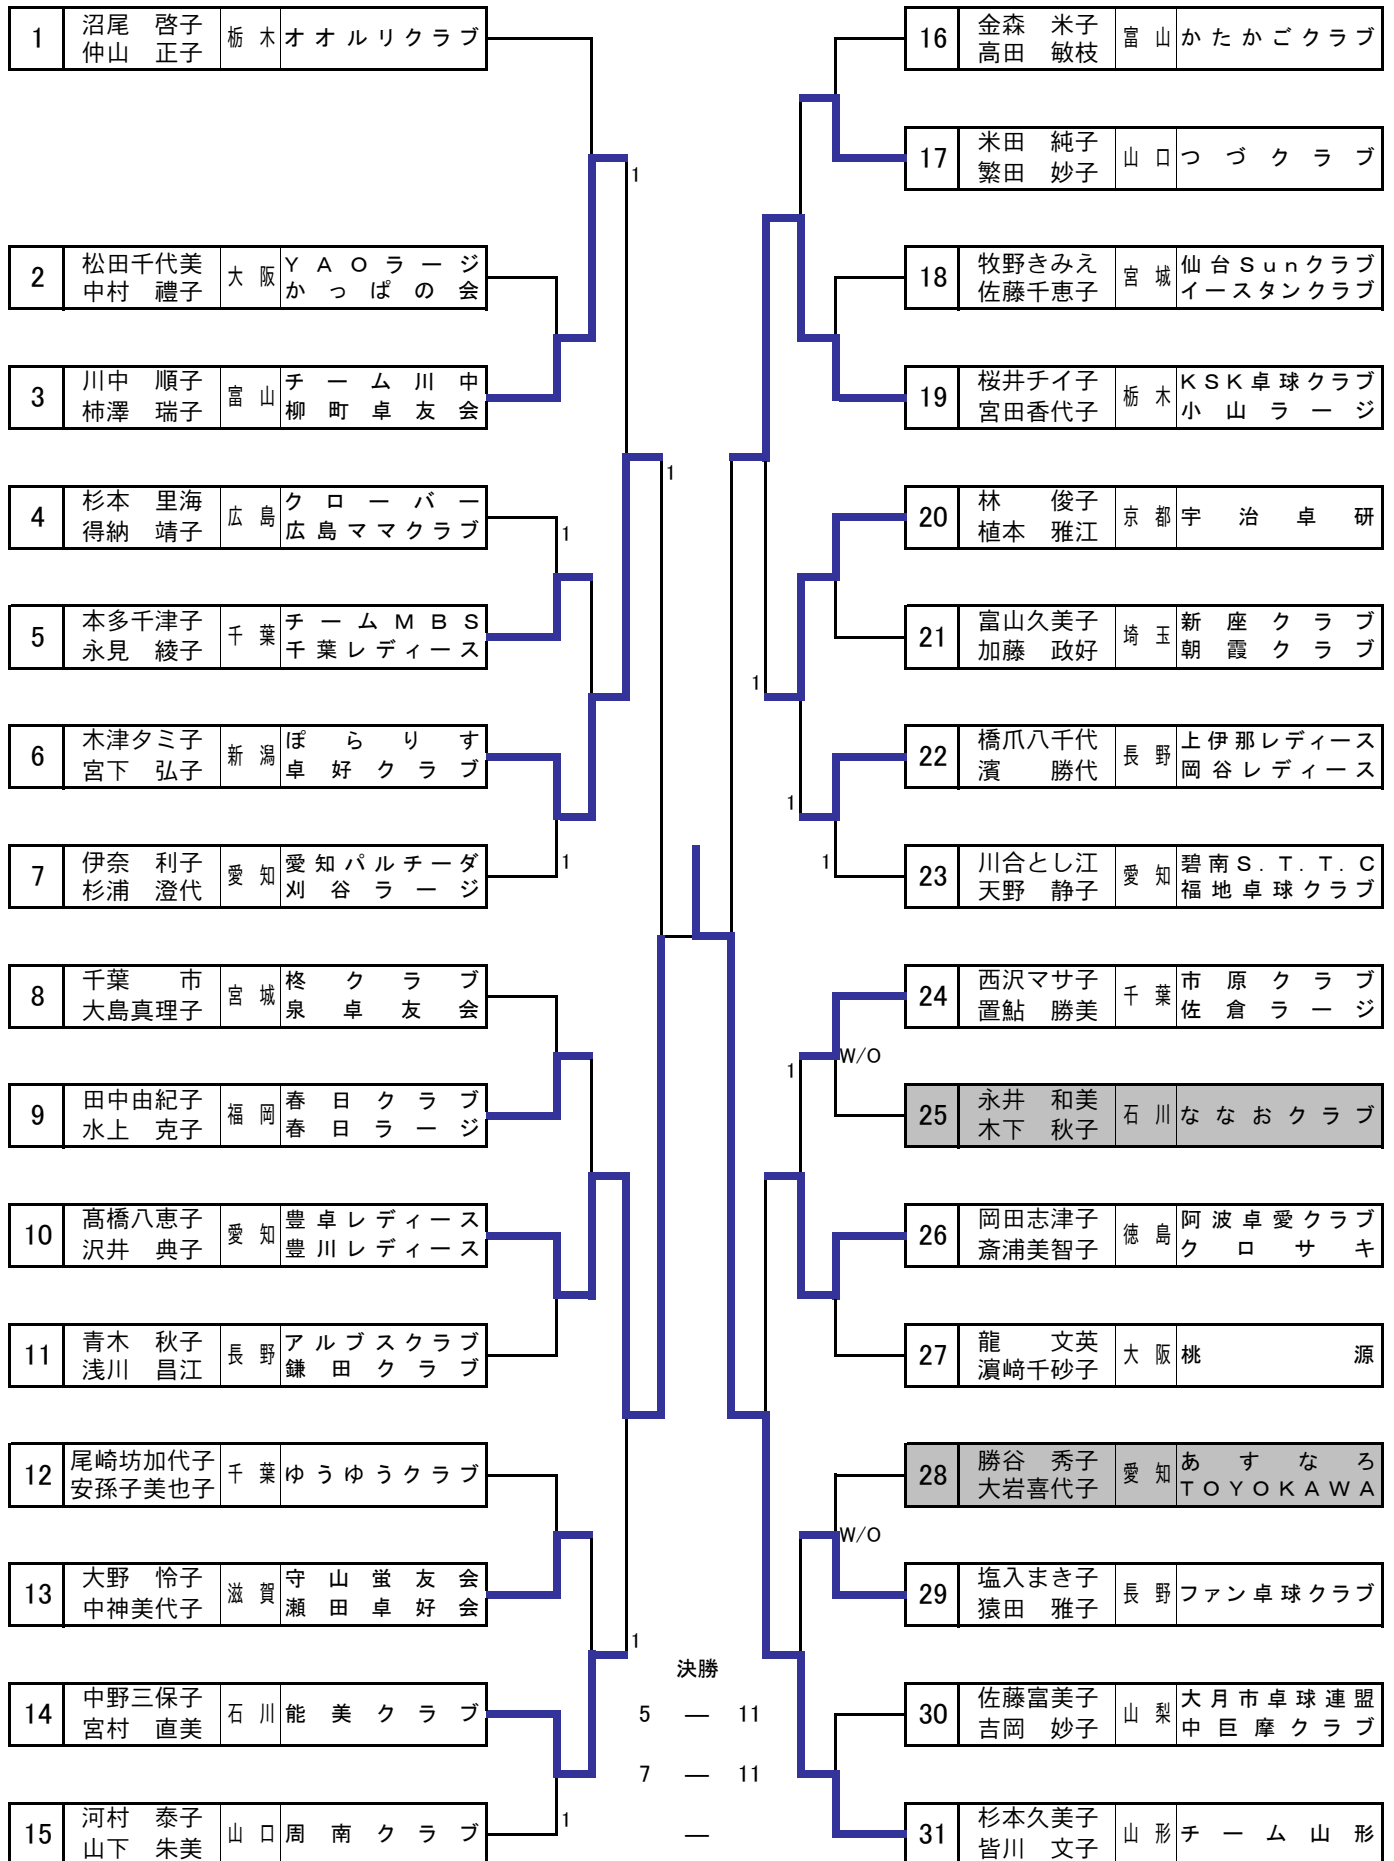 1 沼尾　啓子 栃木 オオルリクラブ
仲山　正子
2 松田千代美 大阪 ＹＡＯラージ
中村　禮子 かっぱの会
3 川中　順子 富山 チーム川中
柿澤　瑞子 柳町卓友会
4 杉本　里海 広島 クローバー
得納　靖子 広島ママクラブ
5 本多千津子 千葉 チームＭＢＳ
永見　綾子 千葉レディース
6 木津タミ子 新潟 ぽらりす
宮下　弘子 卓好クラブ
7 伊奈　利子 愛知 愛知パルチーダ
杉浦　澄代 刈谷ラージ
8 千葉　　市 宮城 柊クラブ
大島真理子 泉卓友会
9 田中由紀子 福岡 春日クラブ
水上　克子 春日ラージ
10 髙橋八恵子 愛知 豊卓レディース
沢井　典子 豊川レディース
11 青木　秋子 長野 アルプスクラブ
浅川　昌江 鎌田クラブ
12 尾崎坊加代子 千葉 ゆうゆうクラブ
安孫子美也子
13 大野　怜子 滋賀 守山蛍友会
中神美代子 瀬田卓好会
14 中野三保子 石川 能美クラブ
宮村　直美
15 河村　泰子 山口 周南クラブ
山下　朱美
1
1
1
1
1
1
決勝
5 ― 11
7 ― 11
―
16 金森　米子 富山 かたかごクラブ
高田　敏枝
17 米田　純子 山口 つづクラブ
繁田　妙子
18 牧野きみえ 宮城 仙台Ｓｕｎクラブ
佐藤千恵子 イースタンクラブ
19 桜井チイ子 栃木 ＫＳＫ卓球クラブ
宮田香代子 小山ラージ
20 林　　俊子 京都 宇治卓研
植本　雅江
21 富山久美子 埼玉 新座クラブ
加藤　政好 朝霞クラブ
22 橋爪八千代 長野 上伊那レディース
濱　　勝代 岡谷レディース
23 川合とし江 愛知 碧南Ｓ.Ｔ.Ｔ.Ｃ
天野　静子 福地卓球クラブ
24 西沢マサ子 千葉 市原クラブ
置鮎　勝美 佐倉ラージ
25 永井　和美 石川 ななおクラブ
木下　秋子
26 岡田志津子 徳島 阿波卓愛クラブ
斎浦美智子 クロサキ
27 龍　　文英 大阪 桃源
濵﨑千砂子
28 勝谷　秀子 愛知 あすなろ
大岩喜代子 ＴＯＹＯＫＡＷＡ
29 塩入まき子 長野 ファン卓球クラブ
猿田　雅子
30 佐藤富美子 山梨 大月市卓球連盟
吉岡　妙子 中巨摩クラブ
31 杉本久美子 山形 チーム山形
皆川　文子
1
1
1
W/O
1
W/O